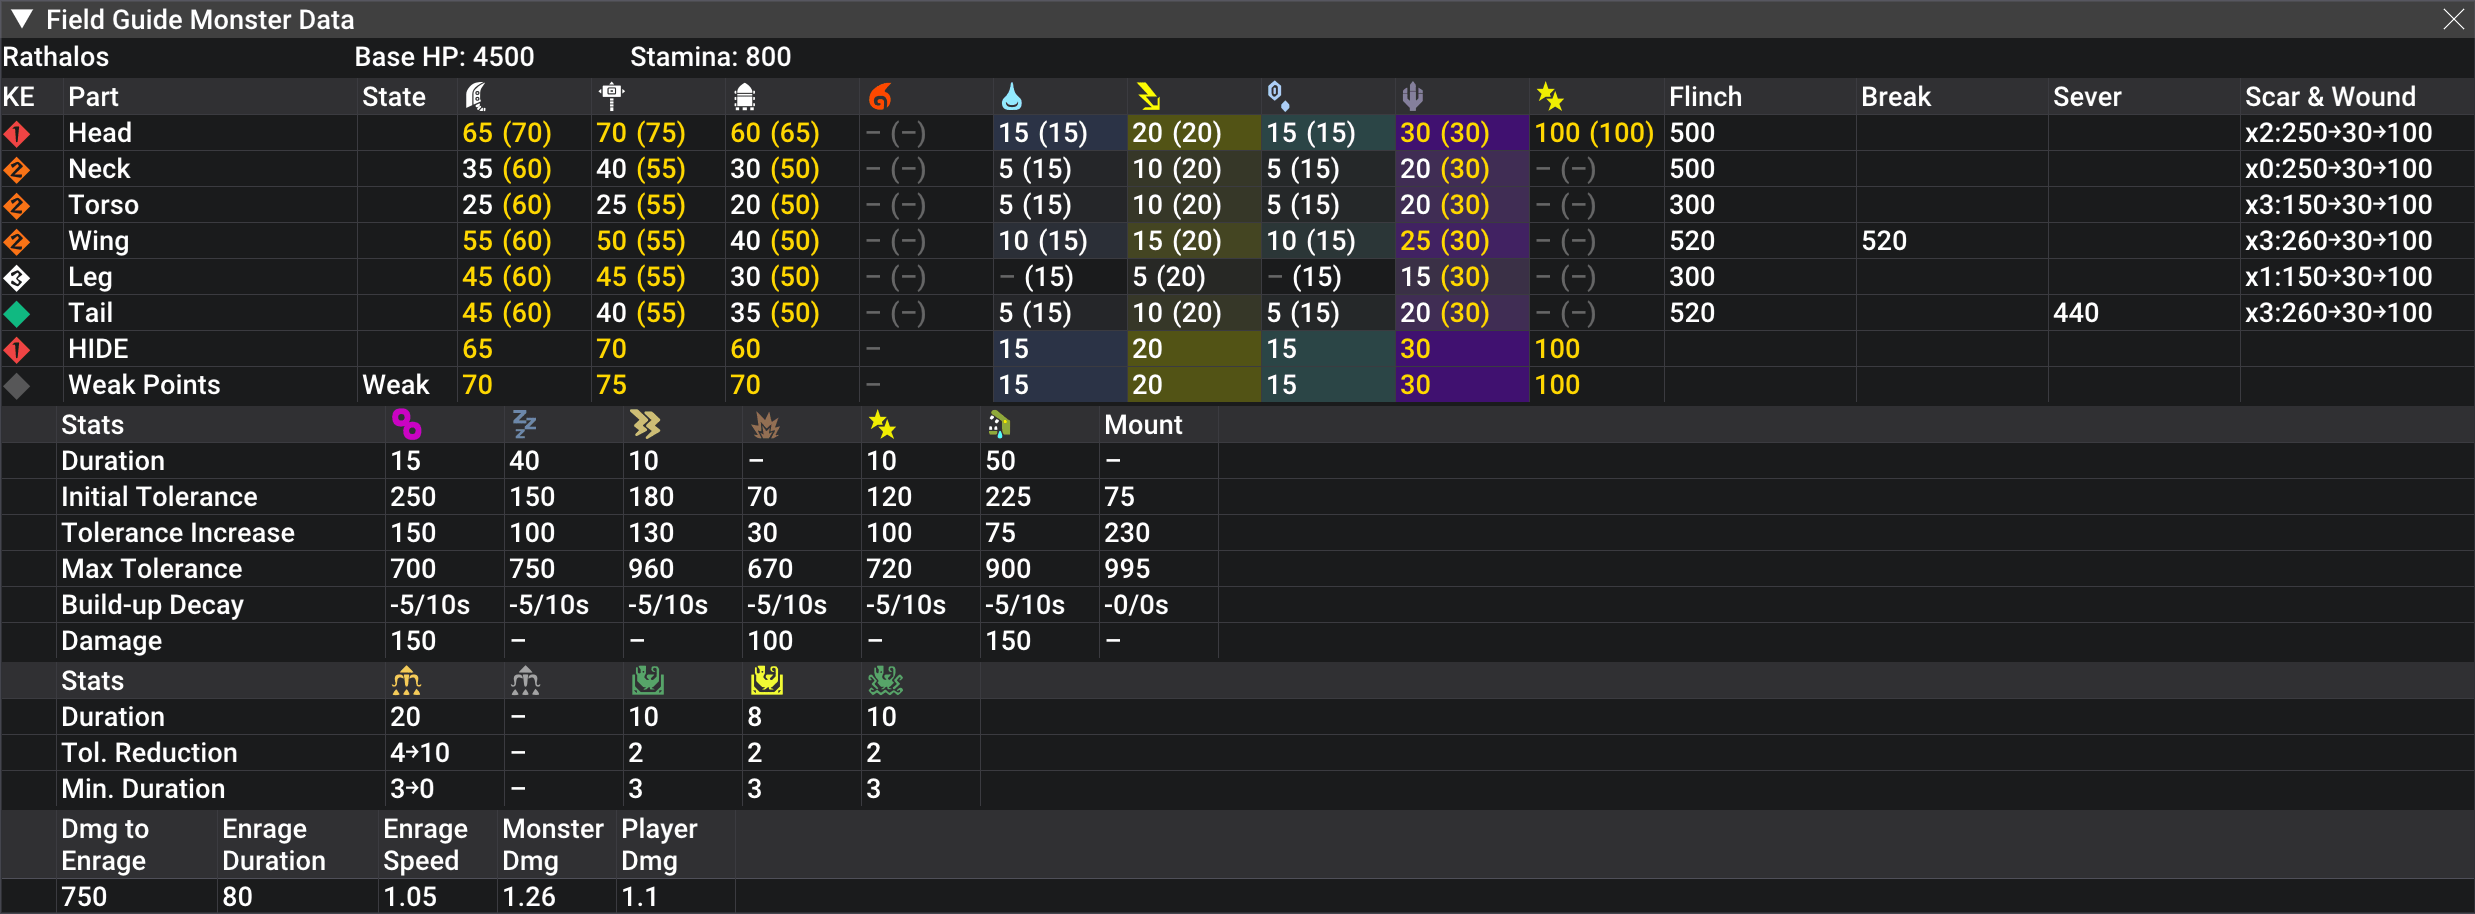 ▼ Field Guide Monster Data
Rathalos Base HP: 4500 Stamina: 800
KE Part State Flinch Break Sever Scar & Wound
1 Head 65 (70) 70 (75) 60 (65) – (–) 15 (15) 20 (20) 15 (15) 30 (30) 100 (100) 500 x2:250→30→100
2 Neck 35 (60) 40 (55) 30 (50) – (–) 5 (15) 10 (20) 5 (15) 20 (30) – (–) 500 x0:250→30→100
2 Torso 25 (60) 25 (55) 20 (50) – (–) 5 (15) 10 (20) 5 (15) 20 (30) – (–) 300 x3:150→30→100
2 Wing 55 (60) 50 (55) 40 (50) – (–) 10 (15) 15 (20) 10 (15) 25 (30) – (–) 520 520 x3:260→30→100
3 Leg 45 (60) 45 (55) 30 (50) – (–) – (15) 5 (20) – (15) 15 (30) – (–) 300 x1:150→30→100
Tail 45 (60) 40 (55) 35 (50) – (–) 5 (15) 10 (20) 5 (15) 20 (30) – (–) 520 440 x3:260→30→100
1 HIDE 65 70 60 – 15 20 15 30 100
Weak Points Weak 70 75 70 – 15 20 15 30 100
Stats Mount
Duration 15 40 10 – 10 50 –
Initial Tolerance 250 150 180 70 120 225 75
Tolerance Increase 150 100 130 30 100 75 230
Max Tolerance 700 750 960 670 720 900 995
Build-up Decay -5/10s -5/10s -5/10s -5/10s -5/10s -5/10s -0/0s
Damage 150 – – 100 – 150 –
Stats
Duration 20 – 10 8 10
Tol. Reduction 4→10 – 2 2 2
Min. Duration 3→0 – 3 3 3
Dmg to Enrage Enrage Monster Player
Enrage Duration Speed Dmg Dmg
750 80 1.05 1.26 1.1